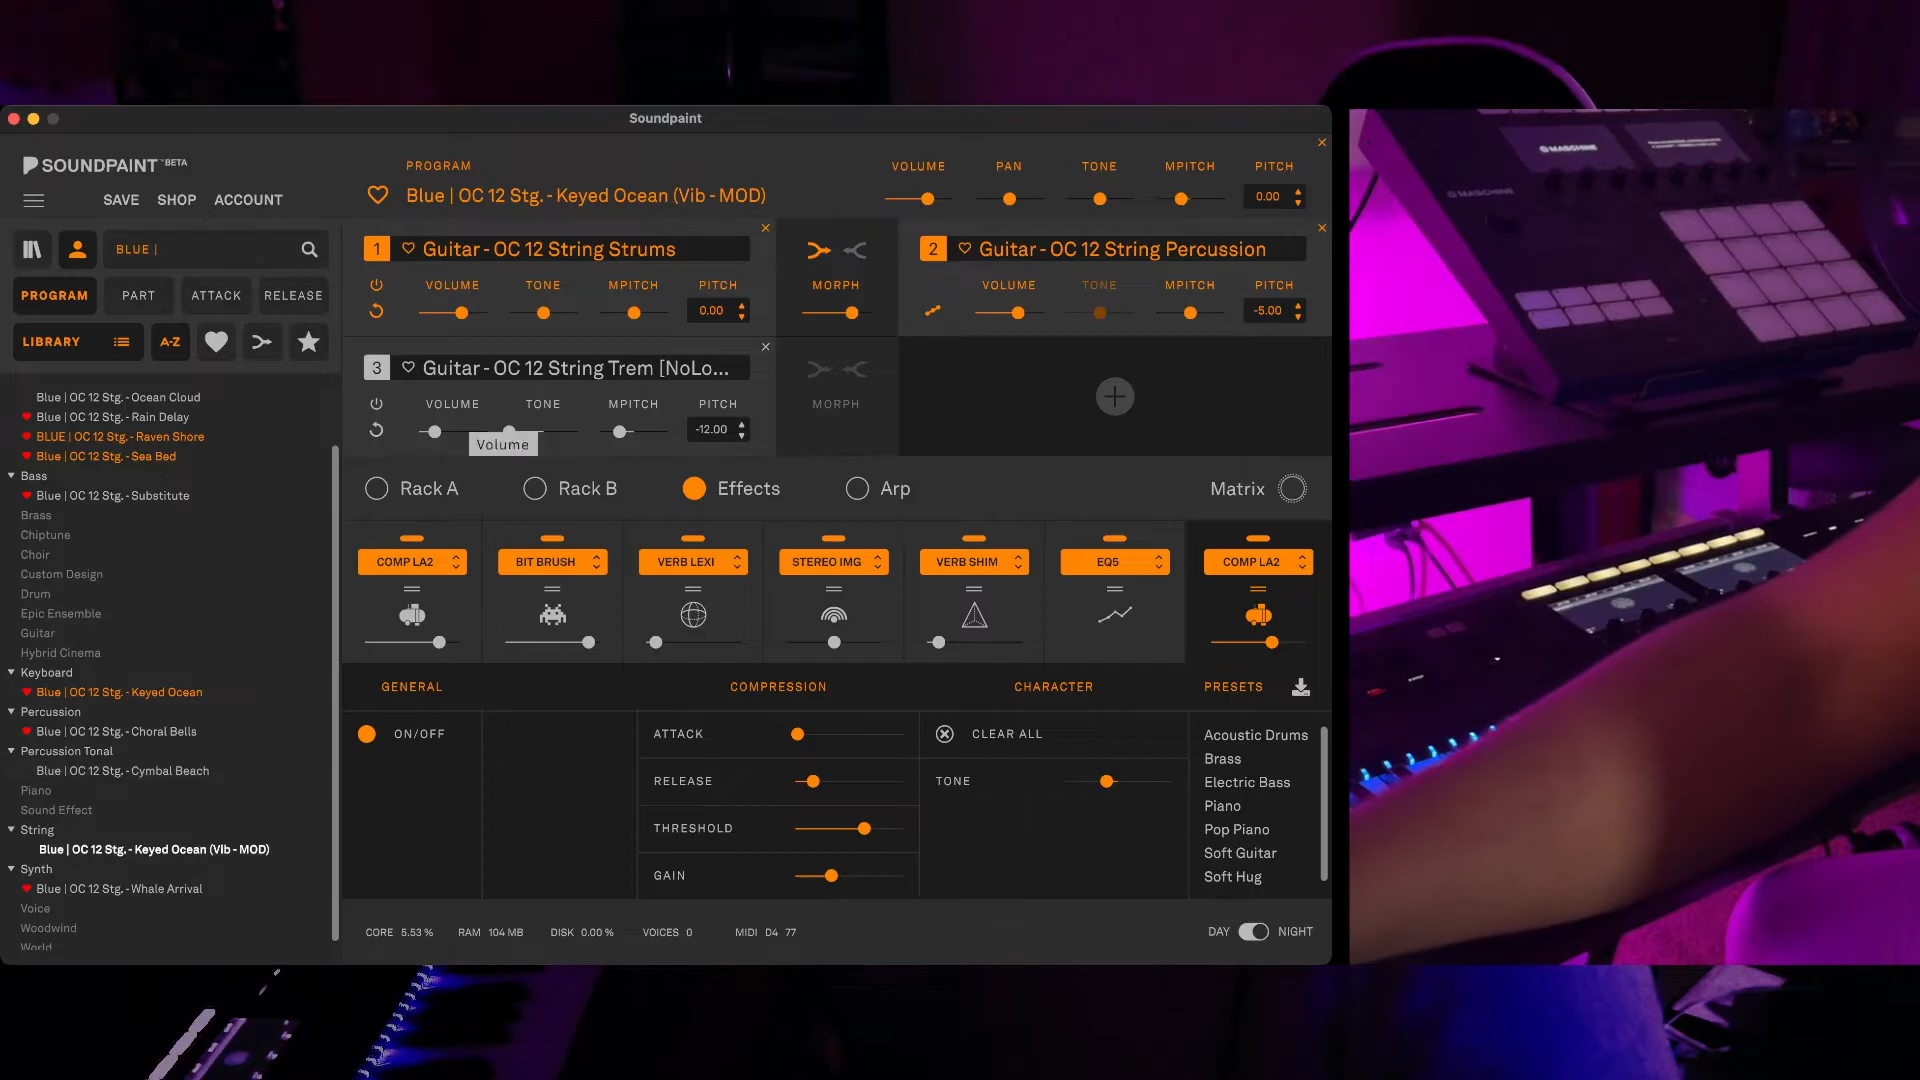 Soundpaint
SOUNDPAINT ™BETA
SAVE SHOP ACCOUNT
BLUE |
PROGRAM PART ATTACK RELEASE
LIBRARY A-Z
Blue | OC 12 Stg. - Ocean Cloud
Blue | OC 12 Stg. - Rain Delay
BLUE | OC 12 Stg. - Raven Shore
Blue | OC 12 Stg. - Sea Bed
Bass
Blue | OC 12 Stg. - Substitute
Brass
Chiptune
Choir
Custom Design
Drum
Epic Ensemble
Guitar
Hybrid Cinema
Keyboard
Blue | OC 12 Stg. - Keyed Ocean
Percussion
Blue | OC 12 Stg. - Choral Bells
Percussion Tonal
Blue | OC 12 Stg. - Cymbal Beach
Piano
Sound Effect
String
Blue | OC 12 Stg. - Keyed Ocean (Vib - MOD)
Synth
Blue | OC 12 Stg. - Whale Arrival
Voice
Woodwind
World
PROGRAM
Blue | OC 12 Stg. - Keyed Ocean (Vib - MOD)
VOLUME PAN TONE MPITCH PITCH
0.00
1 Guitar - OC 12 String Strums
VOLUME TONE MPITCH PITCH
0.00
MORPH
2 Guitar - OC 12 String Percussion
VOLUME TONE MPITCH PITCH
-5.00
3 Guitar - OC 12 String Trem [NoLo...
VOLUME TONE MPITCH PITCH
-12.00
Volume
MORPH
Rack A Rack B Effects Arp Matrix
COMP LA2 BIT BRUSH VERB LEXI STEREO IMG VERB SHIM EQ5 COMP LA2
GENERAL COMPRESSION CHARACTER PRESETS
ON/OFF
ATTACK
RELEASE
THRESHOLD
GAIN
CLEAR ALL
TONE
Acoustic Drums
Brass
Electric Bass
Piano
Pop Piano
Soft Guitar
Soft Hug
CORE 5.53 % RAM 104 MB DISK 0.00 % VOICES 0 MIDI D4 77
DAY NIGHT
MASCHINE
MASCHINE